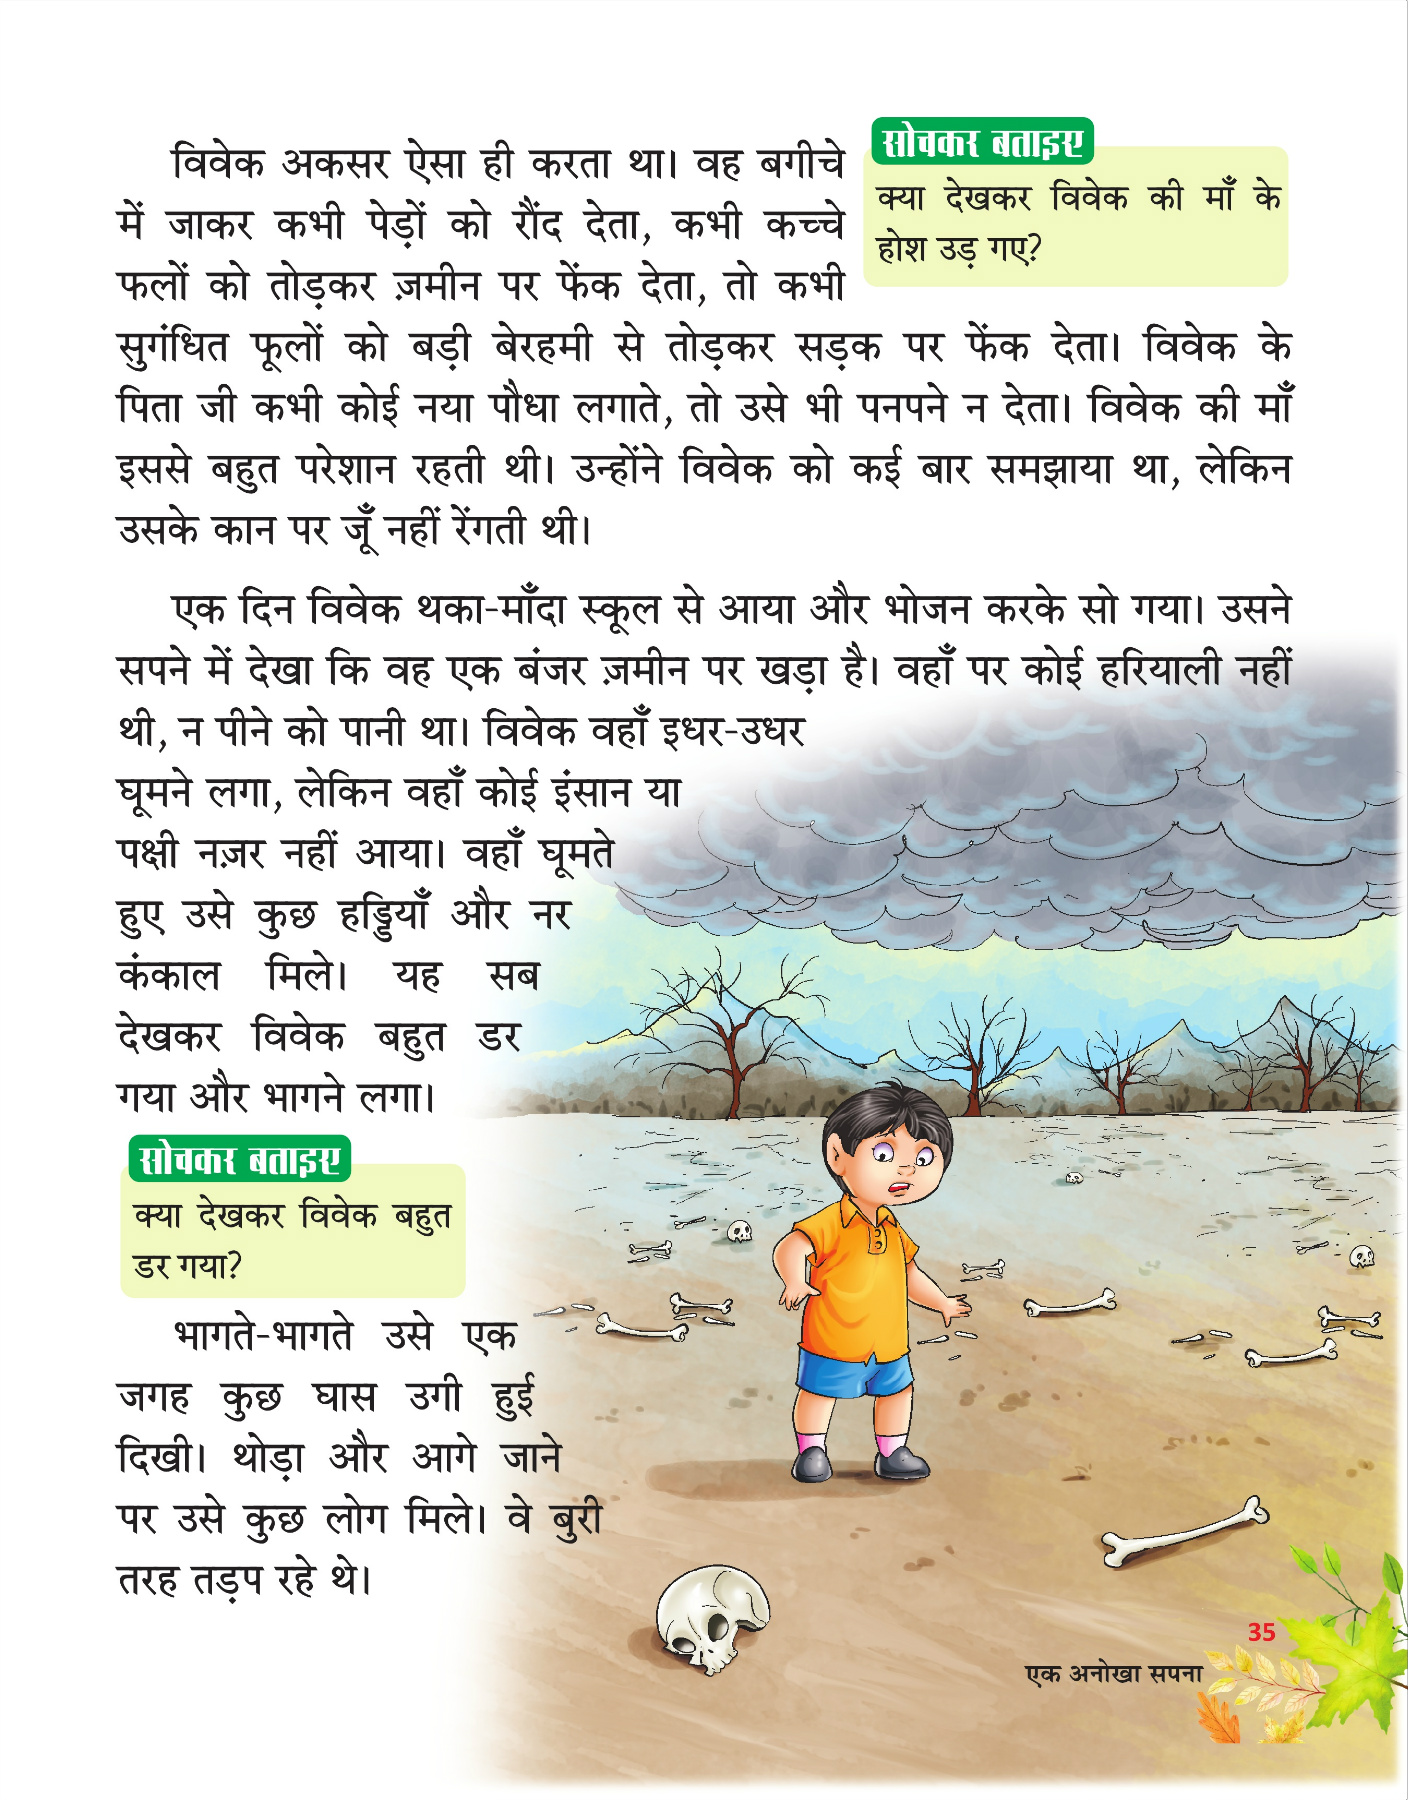 विवेक अकसर ऐसा ही करता था। वह बगीचे
में जाकर कभी पेड़ों को रौंद देता, कभी कच्चे
फलों को तोड़कर ज़मीन पर फेंक देता, तो कभी
सोचकर बताइए
क्या देखकर विवेक की माँ के
होश उड़ गए?
सुगंधित फूलों को बड़ी बेरहमी से तोड़कर सड़क पर फेंक देता। विवेक के
पिता जी कभी कोई नया पौधा लगाते, तो उसे भी पनपने न देता। विवेक की माँ
इससे बहुत परेशान रहती थी। उन्होंने विवेक को कई बार समझाया था, लेकिन
उसके कान पर जूँ नहीं रेंगती थी।
एक दिन विवेक थका-माँदा स्कूल से आया और भोजन करके सो गया। उसने
सपने में देखा कि वह एक बंजर ज़मीन पर खड़ा है। वहाँ पर कोई हरियाली नहीं
थी, न पीने को पानी था। विवेक वहाँ इधर-उधर
घूमने लगा, लेकिन वहाँ कोई इंसान या
पक्षी नज़र नहीं आया। वहाँ घूमते
हुए उसे कुछ हड्डियाँ और नर
कंकाल मिले। यह सब
देखकर विवेक बहुत डर
गया और भागने लगा।
सोचकर बताइए
क्या देखकर विवेक बहुत
डर गया?
भागते-भागते उसे एक
जगह कुछ घास उगी हुई
दिखी। थोड़ा और आगे जाने
पर उसे कुछ लोग मिले। वे बुरी
तरह तड़प रहे थे।
35
एक अनोखा सपना